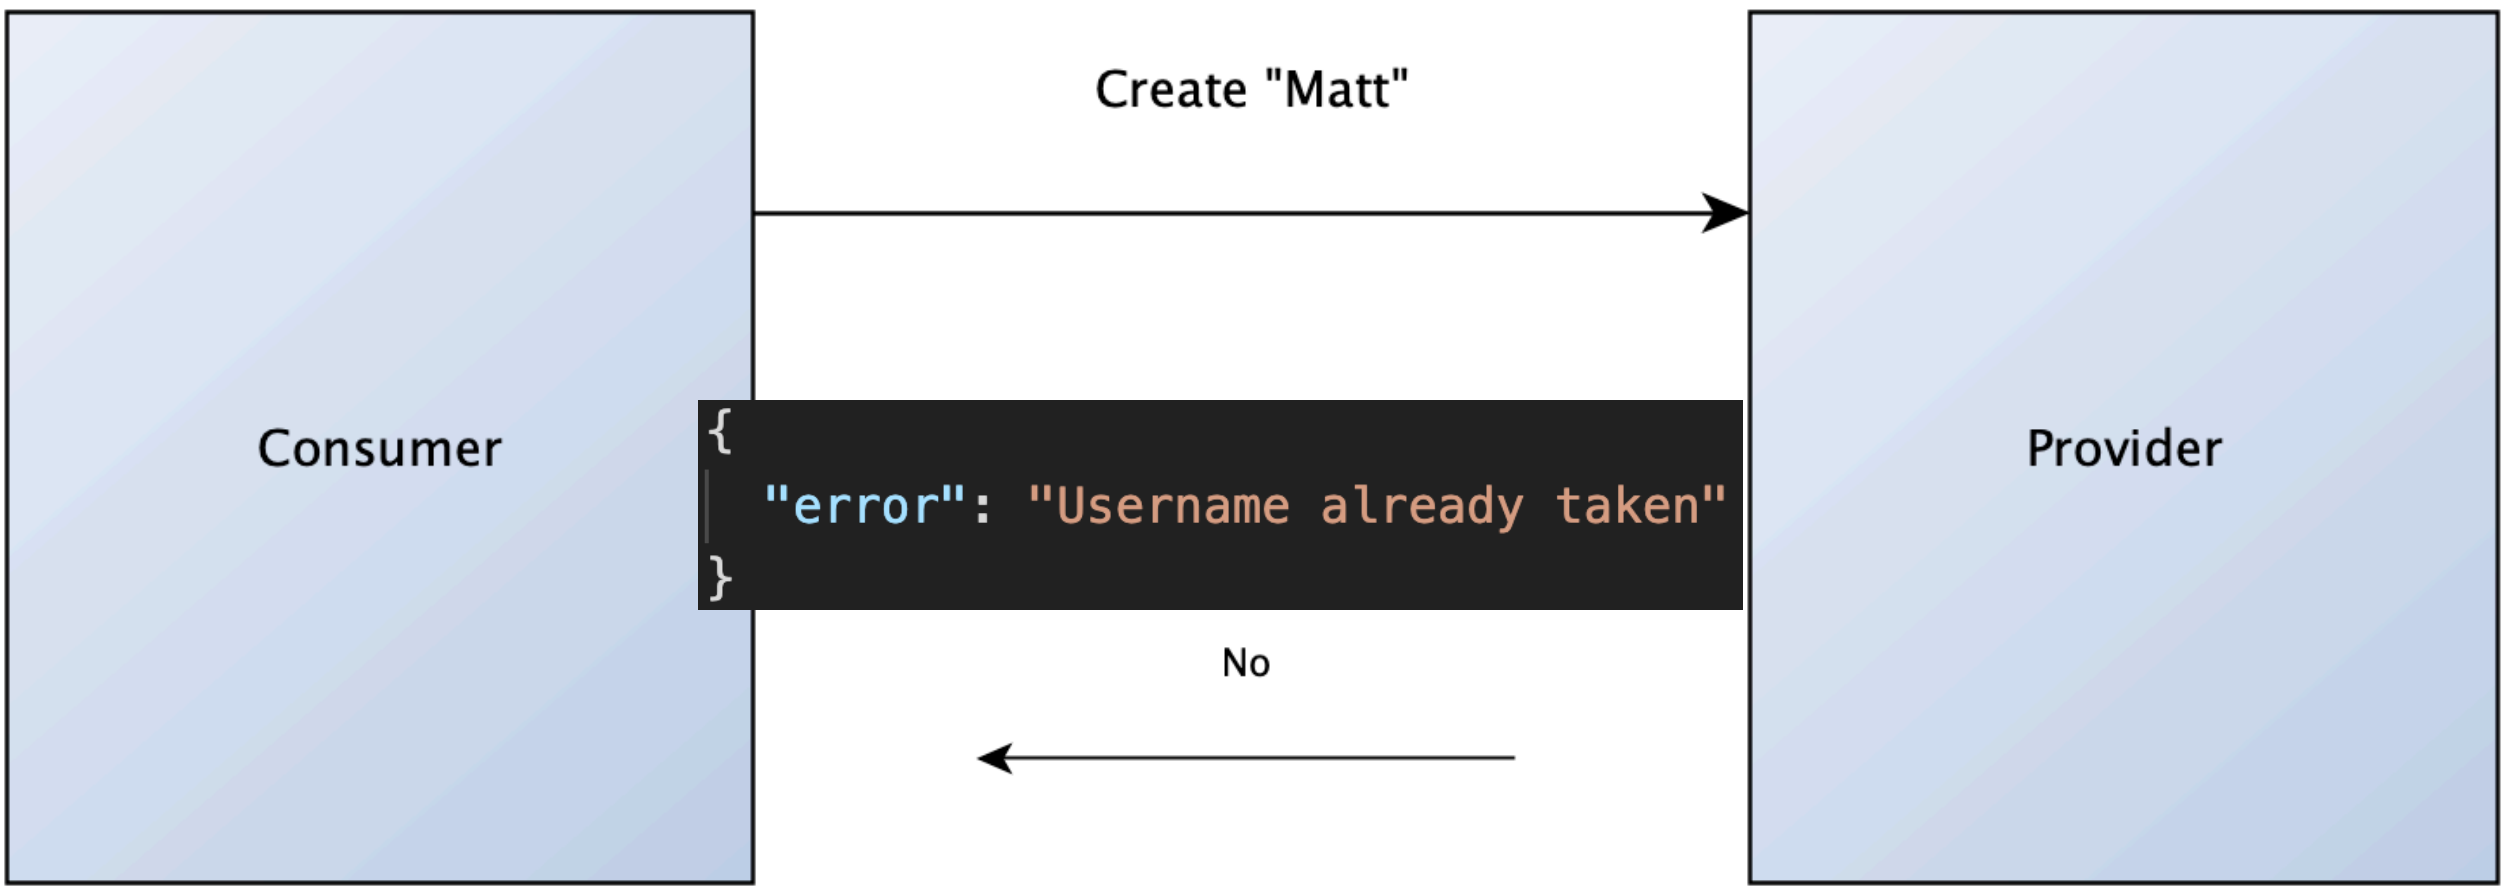 Create "Matt"
Consumer
{
"error": "Username already taken"
}
Provider
No